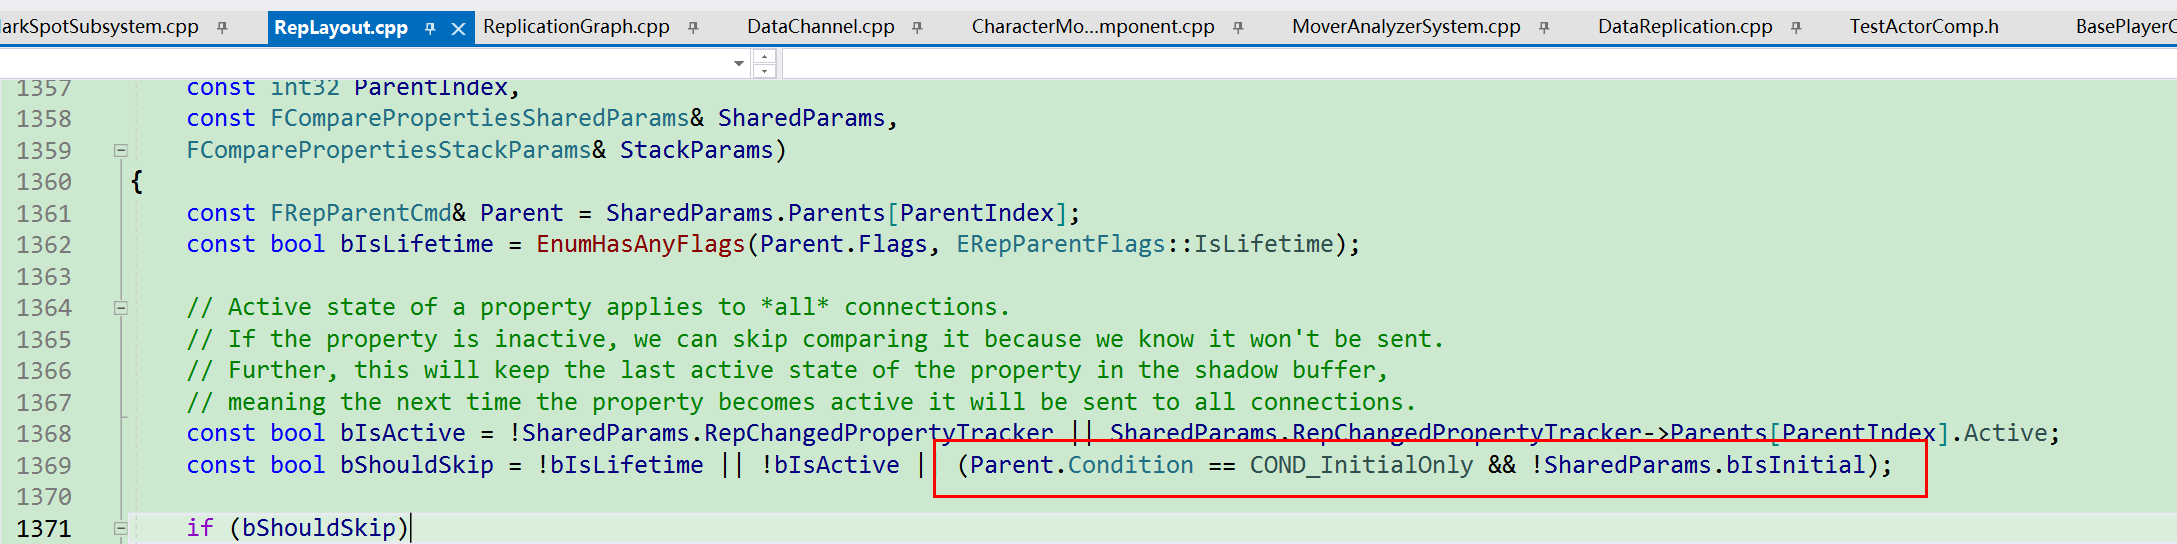 larkSpotSubsystem.cpp RepLayout.cpp ReplicationGraph.cpp DataChannel.cpp CharacterMo...mponent.cpp MoverAnalyzerSystem.cpp DataReplication.cpp TestActorComp.h BasePlayerC
1357 const int32 ParentIndex,
1358 const FComparePropertiesSharedParams& SharedParams,
1359 FComparePropertiesStackParams& StackParams)
1360 {
1361 const FRepParentCmd& Parent = SharedParams.Parents[ParentIndex];
1362 const bool bIsLifetime = EnumHasAnyFlags(Parent.Flags, ERepParentFlags::IsLifetime);
1363
1364 // Active state of a property applies to *all* connections.
1365 // If the property is inactive, we can skip comparing it because we know it won't be sent.
1366 // Further, this will keep the last active state of the property in the shadow buffer,
1367 // meaning the next time the property becomes active it will be sent to all connections.
1368 const bool bIsActive = !SharedParams.RepChangedPropertyTracker || SharedParams.RepChangedPropertyTracker->Parents[ParentIndex].Active;
1369 const bool bShouldSkip = !bIsLifetime || !bIsActive | (Parent.Condition == COND_InitialOnly && !SharedParams.bIsInitial);
1370
1371 if (bShouldSkip)